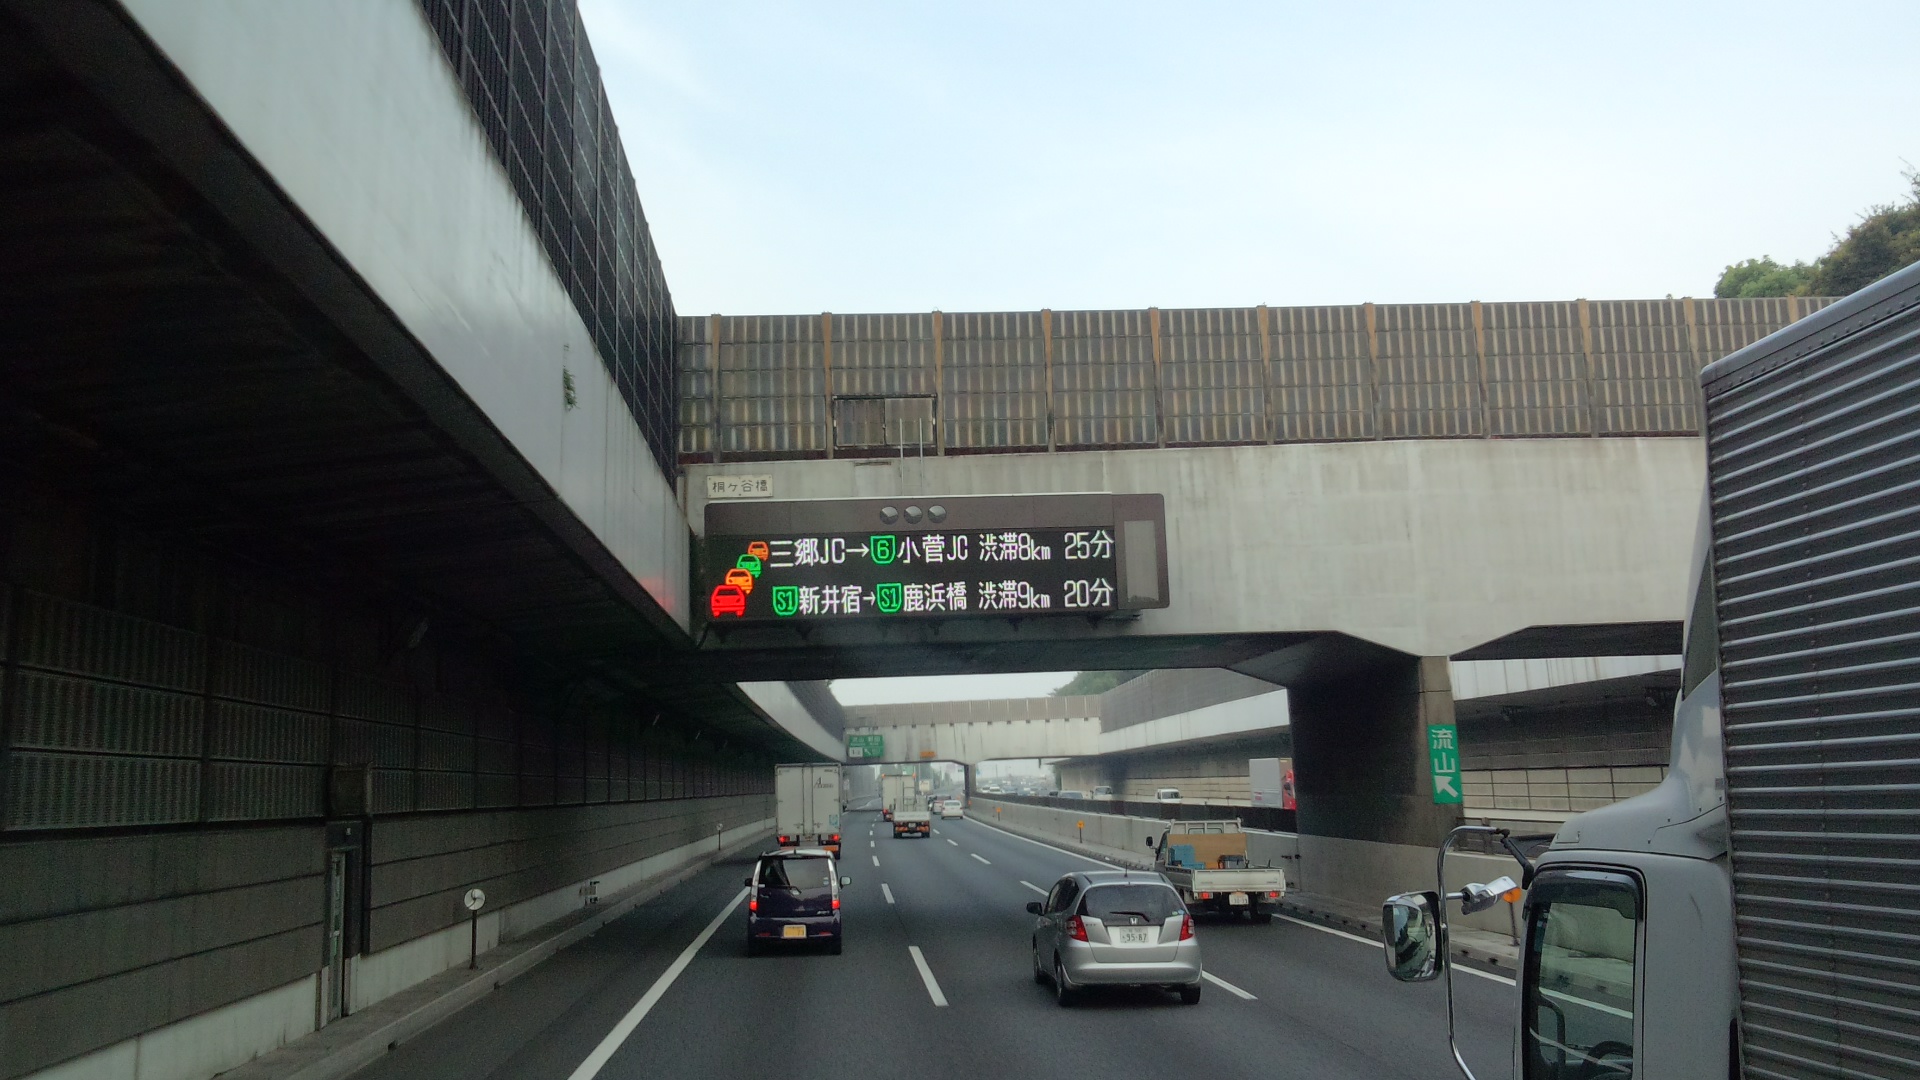 桐ヶ谷橋
三郷JC→6小菅JC 渋滞8km 25分
S1新井宿→S1鹿浜橋 渋滞9km 20分
流山
55-87